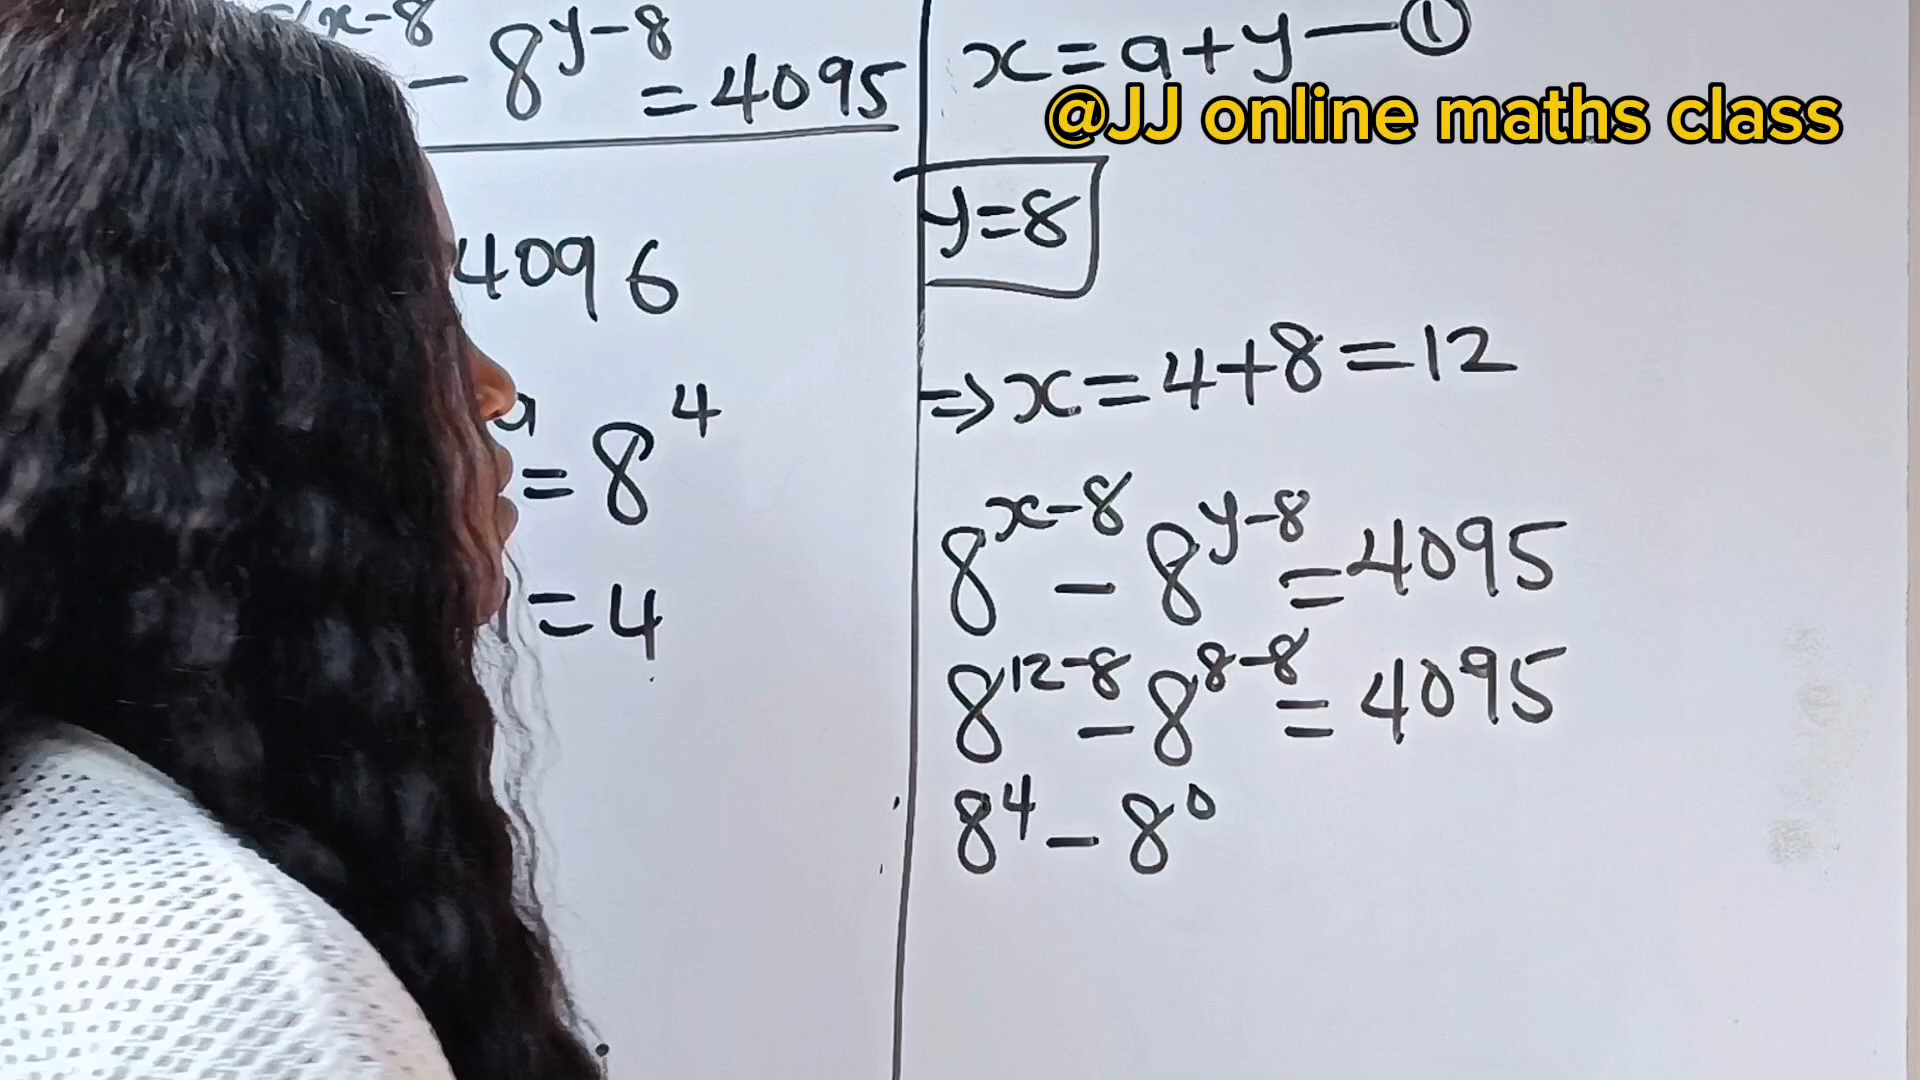 x-8 - 8^{y-8} = 4095
4096
= 8^4
= 4
x = a + y — ①
@JJ online maths class
y = 8
⇒ x = 4 + 8 = 12
8^{x-8} - 8^{y-8} = 4095
8^{12-8} - 8^{8-8} = 4095
8^4 - 8^0